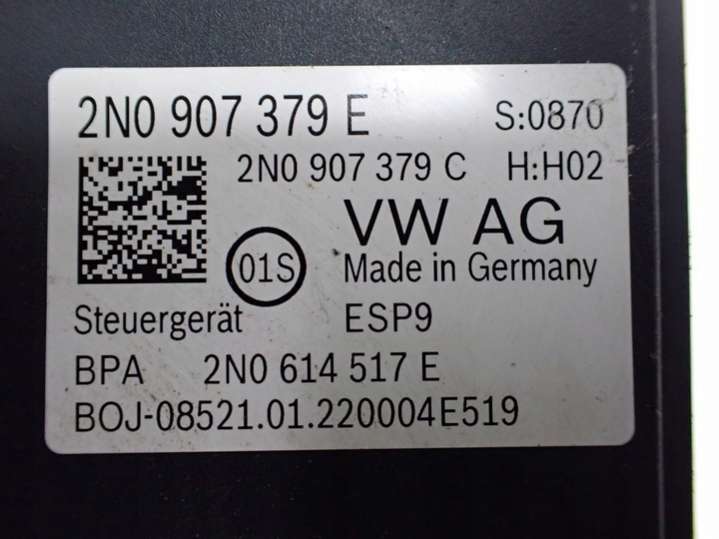 2N0 907 379 E S:0870
2N0 907 379 C H:H02
VW AG
01S Made in Germany
Steuergerät ESP9
BPA 2N0 614 517 E
BOJ-08521.01.220004E519